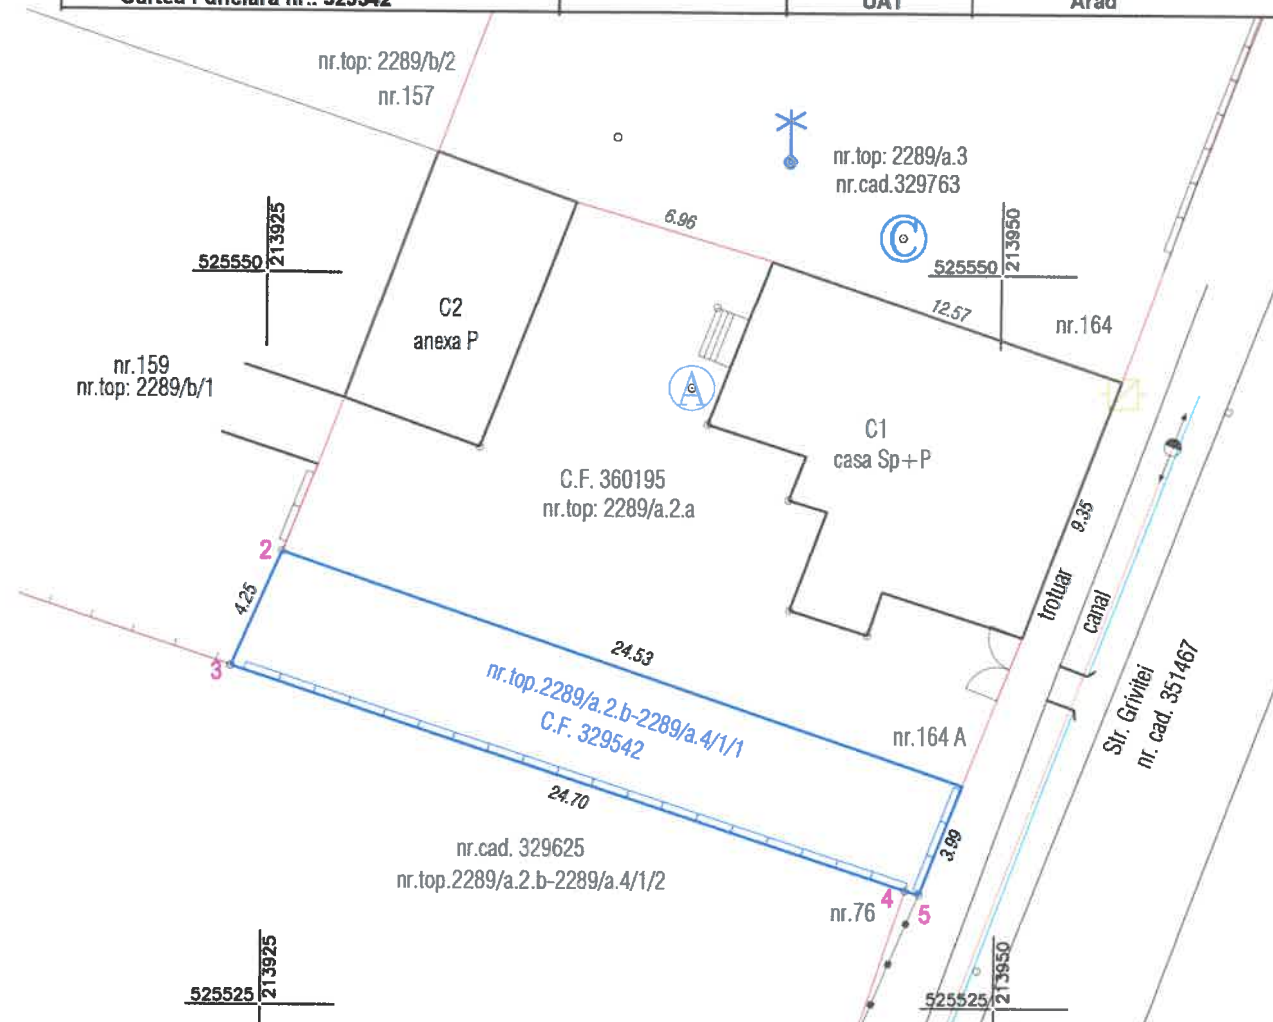 Cartea Funciara nr.: 329542
UAT
Arad
nr.top: 2289/b/2
nr.157
nr.top: 2289/a.3
nr.cad.329763
C
6.96
213925
525550
213950
525550
12.57
nr.164
C2
anexa P
nr.159
nr.top: 2289/b/1
A
C1
casa Sp+P
C.F. 360195
nr.top: 2289/a.2.a
9.35
2
4.25
trotuar
canal
3
24.53
nr.top.2289/a.2.b-2289/a.4/1/1
C.F. 329542
Str. Grivitei
nr. cad. 351467
nr.164 A
24.70
3.99
nr.cad. 329625
nr.top.2289/a.2.b-2289/a.4/1/2
4
5
nr.76
213925
525525
213950
525525